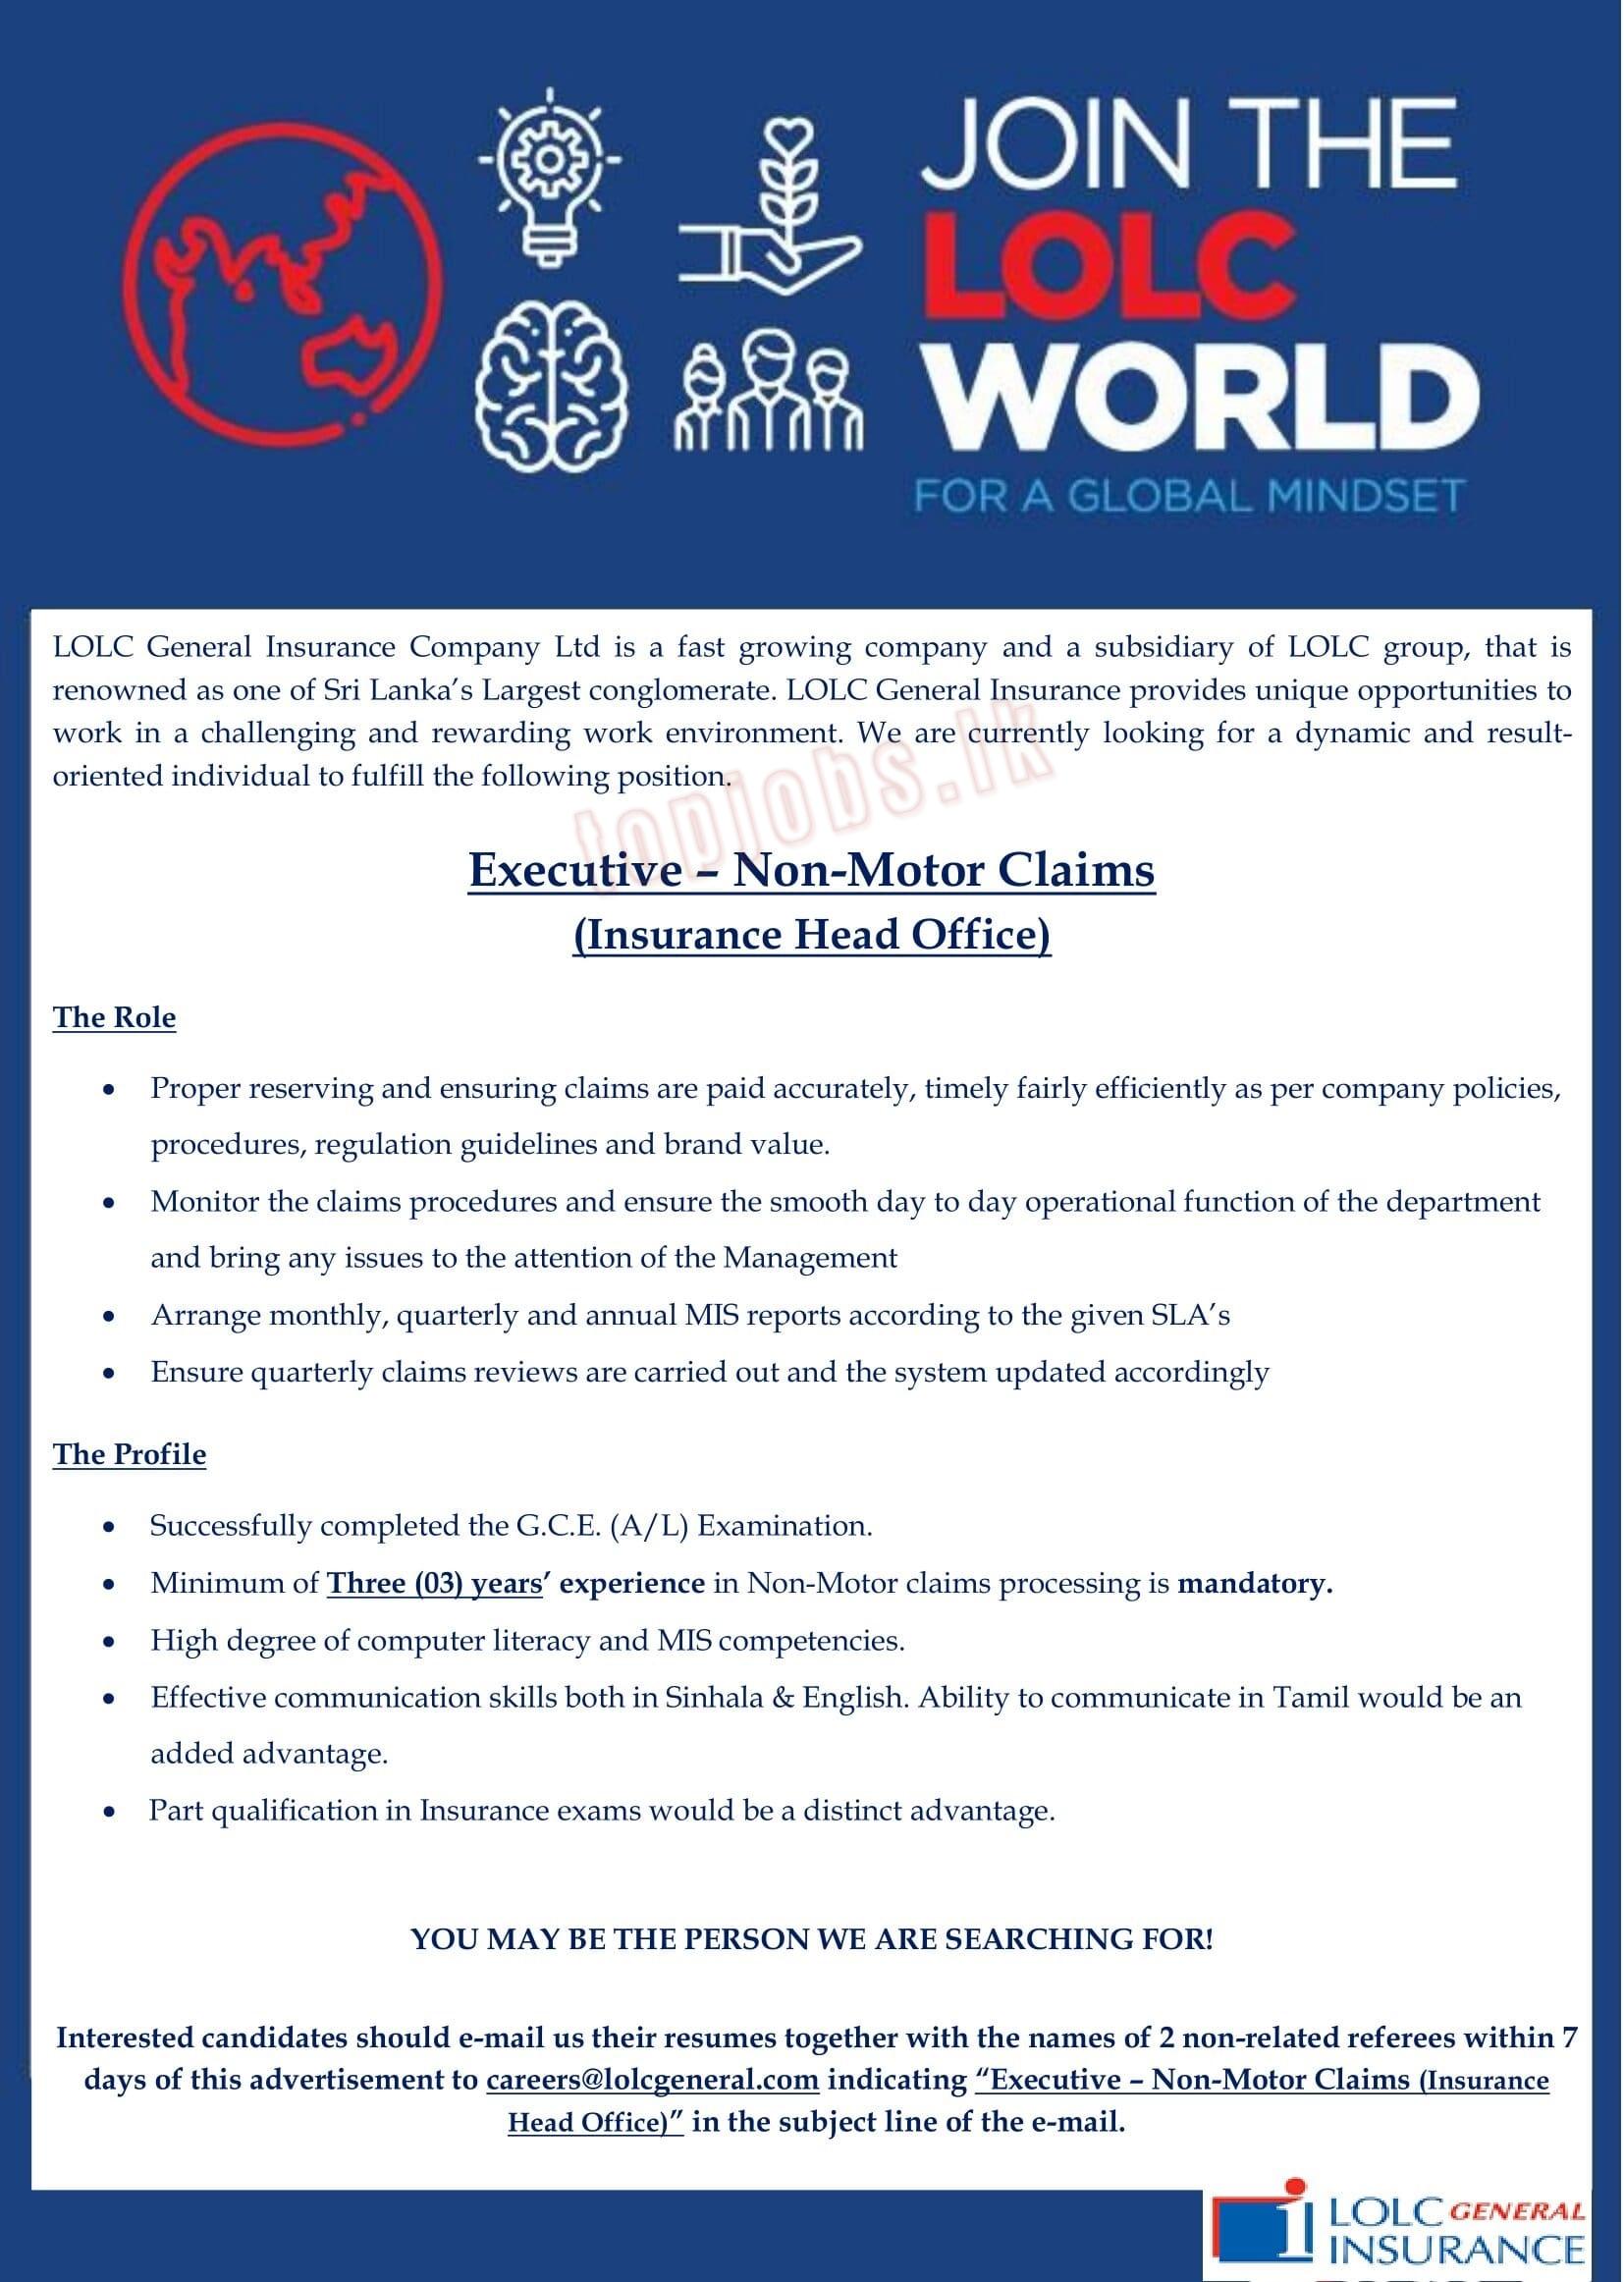 JOIN THE
LOLC
WORLD
FOR A GLOBAL MINDSET
LOLC General Insurance Company Ltd is a fast growing company and a subsidiary of LOLC group, that is
renowned as one of Sri Lanka’s Largest conglomerate. LOLC General Insurance provides unique opportunities to
work in a challenging and rewarding work environment. We are currently looking for a dynamic and result-
oriented individual to fulfill the following position.
topjobs.lk
Executive – Non-Motor Claims
(Insurance Head Office)
The Role
• Proper reserving and ensuring claims are paid accurately, timely fairly efficiently as per company policies,
procedures, regulation guidelines and brand value.
• Monitor the claims procedures and ensure the smooth day to day operational function of the department
and bring any issues to the attention of the Management
• Arrange monthly, quarterly and annual MIS reports according to the given SLA’s
• Ensure quarterly claims reviews are carried out and the system updated accordingly
The Profile
• Successfully completed the G.C.E. (A/L) Examination.
• Minimum of Three (03) years’ experience in Non-Motor claims processing is mandatory.
• High degree of computer literacy and MIS competencies.
• Effective communication skills both in Sinhala & English. Ability to communicate in Tamil would be an
added advantage.
• Part qualification in Insurance exams would be a distinct advantage.
YOU MAY BE THE PERSON WE ARE SEARCHING FOR!
Interested candidates should e-mail us their resumes together with the names of 2 non-related referees within 7
days of this advertisement to careers@lolcgeneral.com indicating “Executive – Non-Motor Claims (Insurance
Head Office)” in the subject line of the e-mail.
LOLC GENERAL
INSURANCE